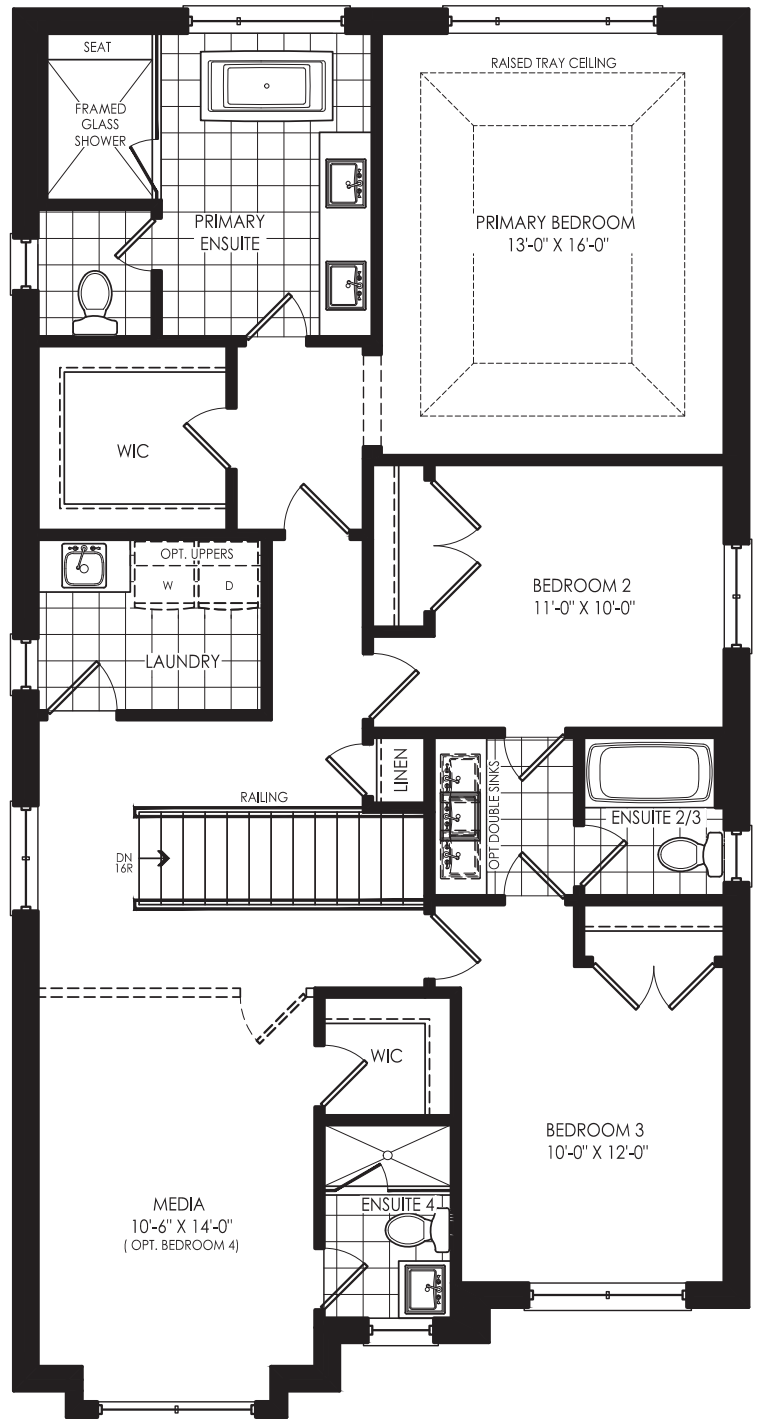 SEAT
FRAMED
GLASS
SHOWER
RAISED TRAY CEILING
PRIMARY
ENSUITE
PRIMARY BEDROOM
13'-0" X 16'-0"
WIC
OPT. UPPERS
W D
LAUNDRY
BEDROOM 2
11'-0" X 10'-0"
LINEN
RAILING
OPT DOUBLE SINKS
ENSUITE 2/3
DN
16R
WIC
BEDROOM 3
10'-0" X 12'-0"
MEDIA
10'-6" X 14'-0"
( OPT. BEDROOM 4)
ENSUITE 4